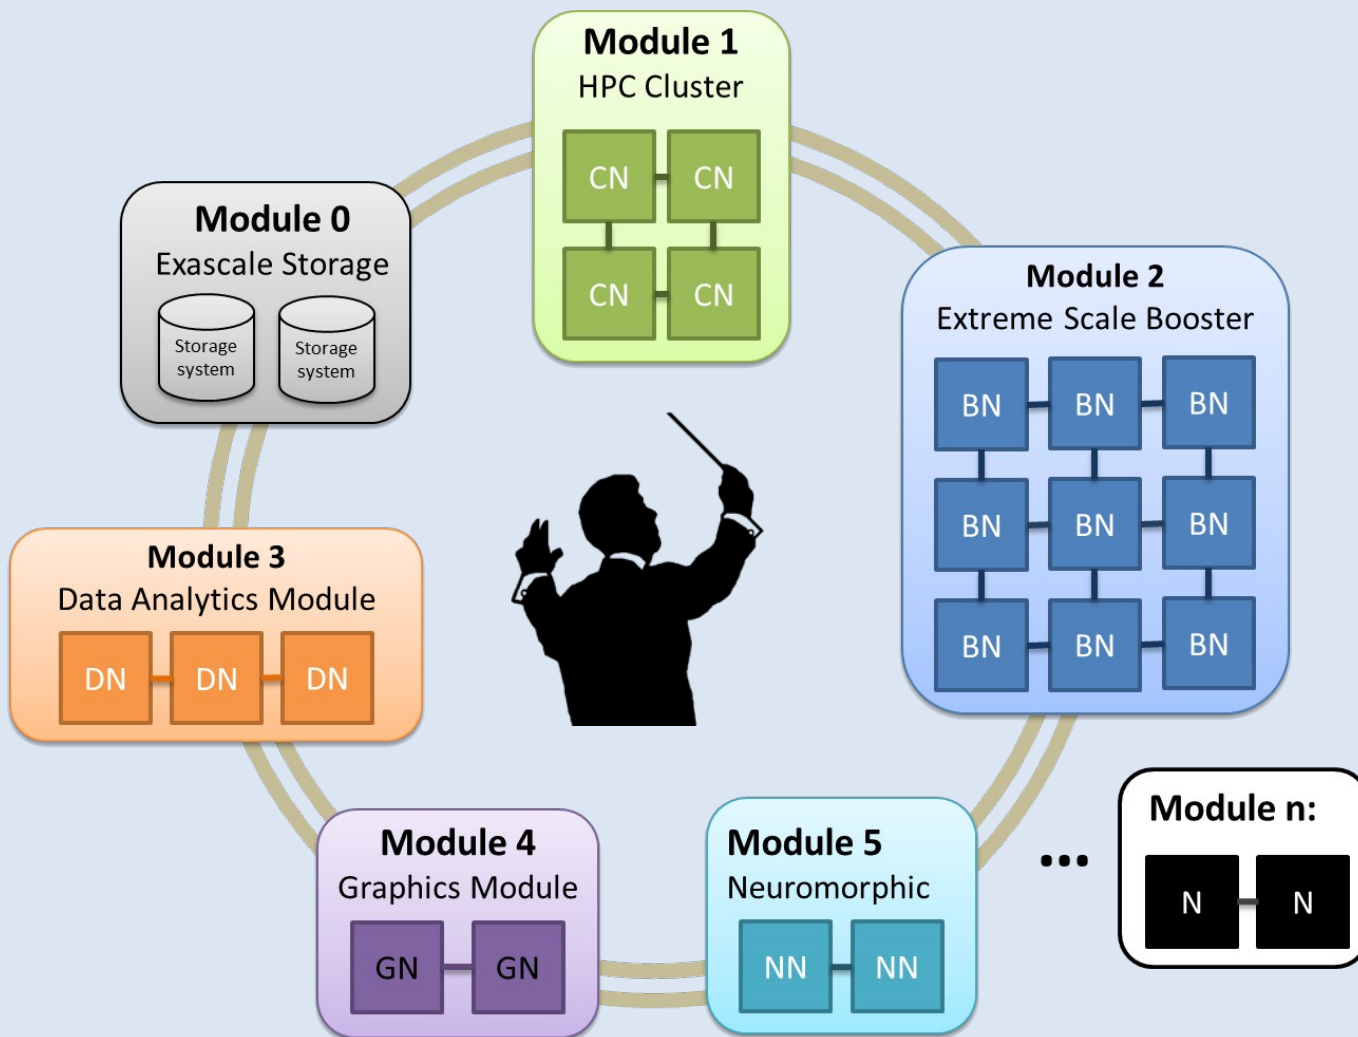 Module 1
HPC Cluster
CN CN
CN CN
Module 0
Exascale Storage
Storage system
Storage system
Module 2
Extreme Scale Booster
BN BN BN
BN BN BN
BN BN BN
Module 3
Data Analytics Module
DN DN DN
Module 4
Graphics Module
GN GN
Module 5
Neuromorphic
NN NN
...
Module n:
N N